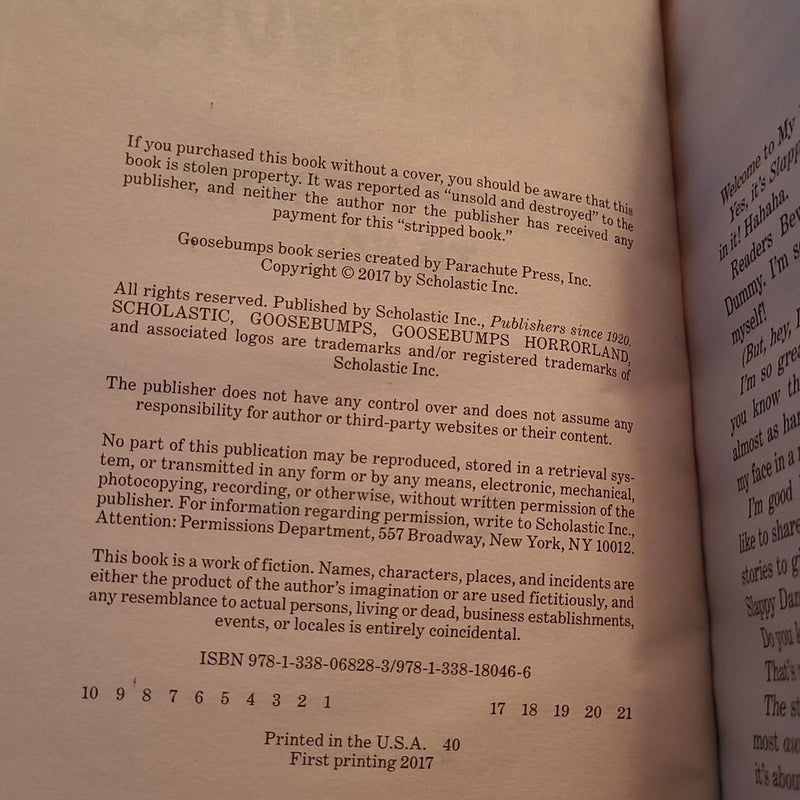 If you purchased this book without a cover, you should be aware that this
book is stolen property. It was reported as “unsold and destroyed” to the
publisher, and neither the author nor the publisher has received any
payment for this “stripped book.”
Goosebumps book series created by Parachute Press, Inc.
Copyright © 2017 by Scholastic Inc.
All rights reserved. Published by Scholastic Inc., Publishers since 1920.
SCHOLASTIC, GOOSEBUMPS, GOOSEBUMPS HORRORLAND,
and associated logos are trademarks and/or registered trademarks of
Scholastic Inc.
The publisher does not have any control over and does not assume any
responsibility for author or third-party websites or their content.
No part of this publication may be reproduced, stored in a retrieval sys-
tem, or transmitted in any form or by any means, electronic, mechanical,
photocopying, recording, or otherwise, without written permission of the
publisher. For information regarding permission, write to Scholastic Inc.,
Attention: Permissions Department, 557 Broadway, New York, NY 10012.
This book is a work of fiction. Names, characters, places, and incidents are
either the product of the author’s imagination or are used fictitiously, and
any resemblance to actual persons, living or dead, business establishments,
events, or locales is entirely coincidental.
ISBN 978-1-338-06828-3/978-1-338-18046-6
10 9 8 7 6 5 4 3 2 1 17 18 19 20 21
Printed in the U.S.A. 40
First printing 2017
Welcome to My
Yes, it’s
in it! Hahaha.
Readers
Dummy. I’m
myself!
(But, hey,
I’m so
you know
almost as
my face in a
I’m good
like to share
stories to
Slappy
Do you
That’s
The
most
it’s